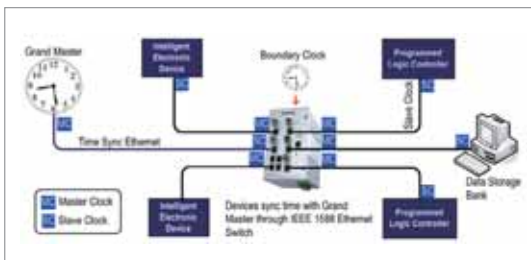 Grand Master
Intelligent
Electronic
Device
Boundary Clock
Programmed
Logic Controller
Slave Clock
Time Sync Ethernet
Data Storage
Bank
MC Master Clock
SC Slave Clock
Intelligent
Electronic
Device
Devices sync time with Grand
Master through IEEE 1588 Ethernet
Switch
Programmed
Logic Controller